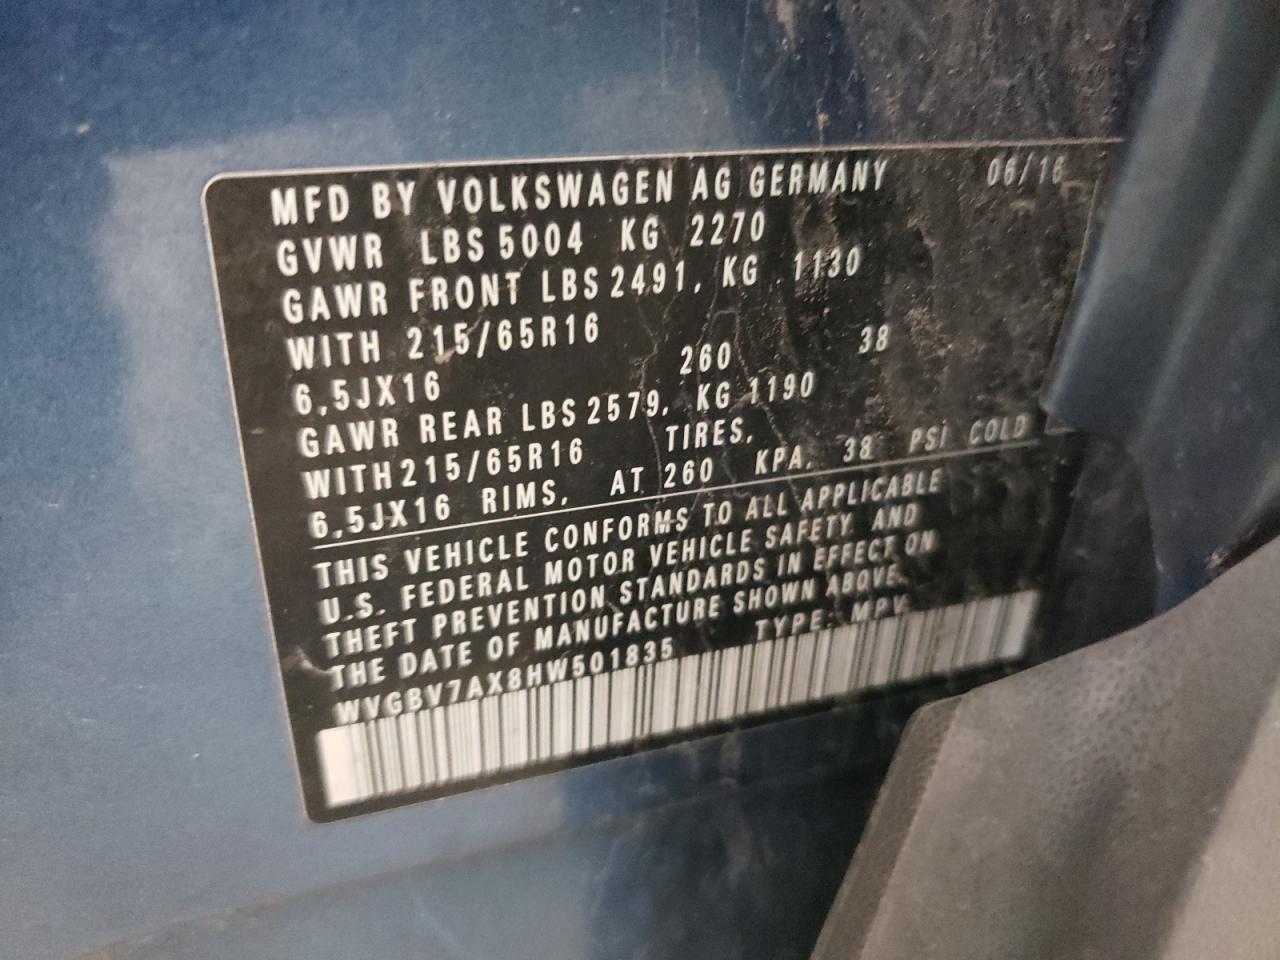 MFD BY VOLKSWAGEN AG GERMANY 06/16
GVWR LBS 5004 KG 2270
GAWR FRONT LBS 2491, KG 1130
WITH 215/65R16
6,5JX16 260 38
GAWR REAR LBS 2579, KG 1190
WITH 215/65R16 TIRES,
6,5JX16 RIMS, AT 260 KPA, 38 PSI COLD
THIS VEHICLE CONFORMS TO ALL APPLICABLE
U.S. FEDERAL MOTOR VEHICLE SAFETY AND
THEFT PREVENTION STANDARDS IN EFFECT ON
THE DATE OF MANUFACTURE SHOWN ABOVE.
WVGBV7AX8HW501835 TYPE: MPV